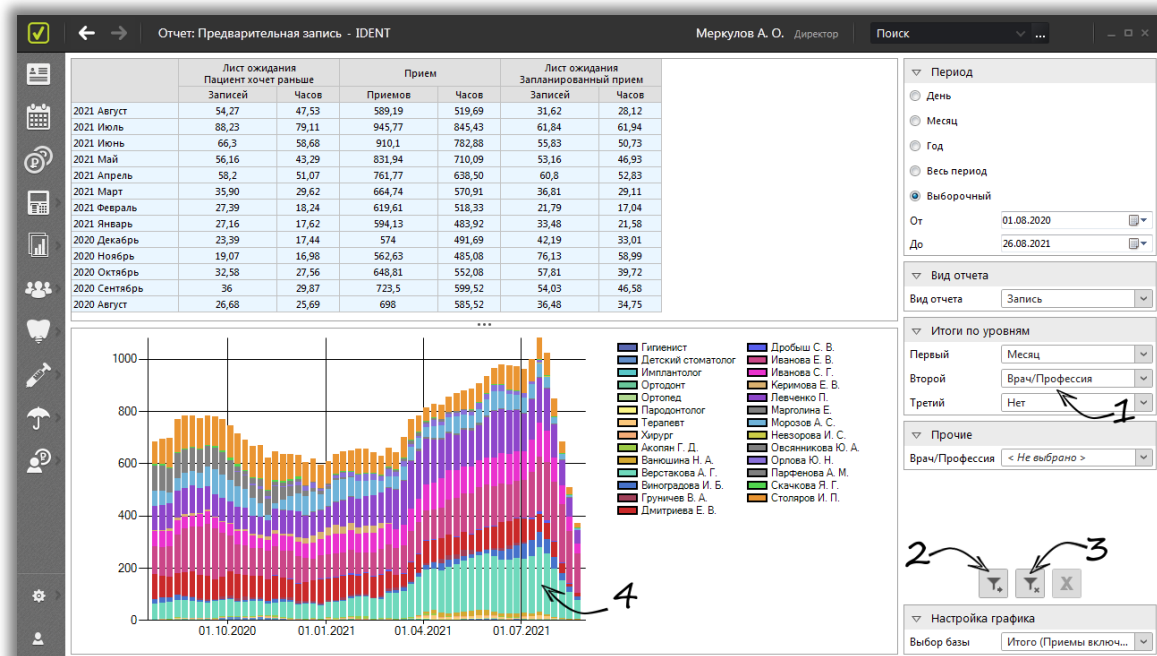 Отчет: Предварительная запись - IDENT
Меркулов А. О. Директор
Поиск
...
Лист ожидания Пациент хочет раньше Прием Лист ожидания Запланированный прием
Записей Часов Приемов Часов Записей Часов
2021 Август 54,27 47,53 589,19 519,69 31,62 28,12
2021 Июль 88,23 79,11 945,77 845,43 61,84 61,94
2021 Июнь 66,3 58,68 910,1 782,88 55,83 50,73
2021 Май 56,16 43,29 831,94 710,09 53,16 46,93
2021 Апрель 58,2 51,07 761,77 638,50 60,8 52,83
2021 Март 35,90 29,62 664,74 570,91 36,81 29,11
2021 Февраль 27,39 18,24 619,61 518,33 21,79 17,04
2021 Январь 27,16 17,62 594,13 483,92 33,48 21,58
2020 Декабрь 23,39 17,44 574 491,69 42,19 33,01
2020 Ноябрь 19,07 16,98 562,63 485,08 76,13 58,99
2020 Октябрь 32,58 27,56 648,81 552,08 57,81 39,72
2020 Сентябрь 36 29,87 723,5 599,52 54,03 46,58
2020 Август 26,68 25,69 698 585,52 36,48 34,75
1000
800
600
400
200
0
01.10.2020 01.01.2021 01.04.2021 01.07.2021
4
Гигиенист
Детский стоматолог
Имплантолог
Ортодонт
Ортопед
Пародонтолог
Терапевт
Хирург
Акопян Г. Д.
Ванюшина Н. А.
Верстакова А. Г.
Виноградова И. Б.
Груничев В. А.
Дмитриева Е. В.
Дробыш С. В.
Иванова Е. В.
Иванова С. Г.
Керимова Е. В.
Левченко П.
Марголина Е.
Морозов А. С.
Невзорова И. С.
Овсянникова Ю. А.
Орлова Ю. Н.
Парфенова А. М.
Скачкова Я. Г.
Столяров И. П.
Период
День
Месяц
Год
Весь период
Выборочный
От 01.08.2020
До 26.08.2021
Вид отчета
Вид отчета Запись
Итоги по уровням
Первый Месяц
Второй Врач/Профессия
Третий Нет
1
Прочие
Врач/Профессия < Не выбрано >
2 3
Настройка графика
Выбор базы Итого (Приемы включ...